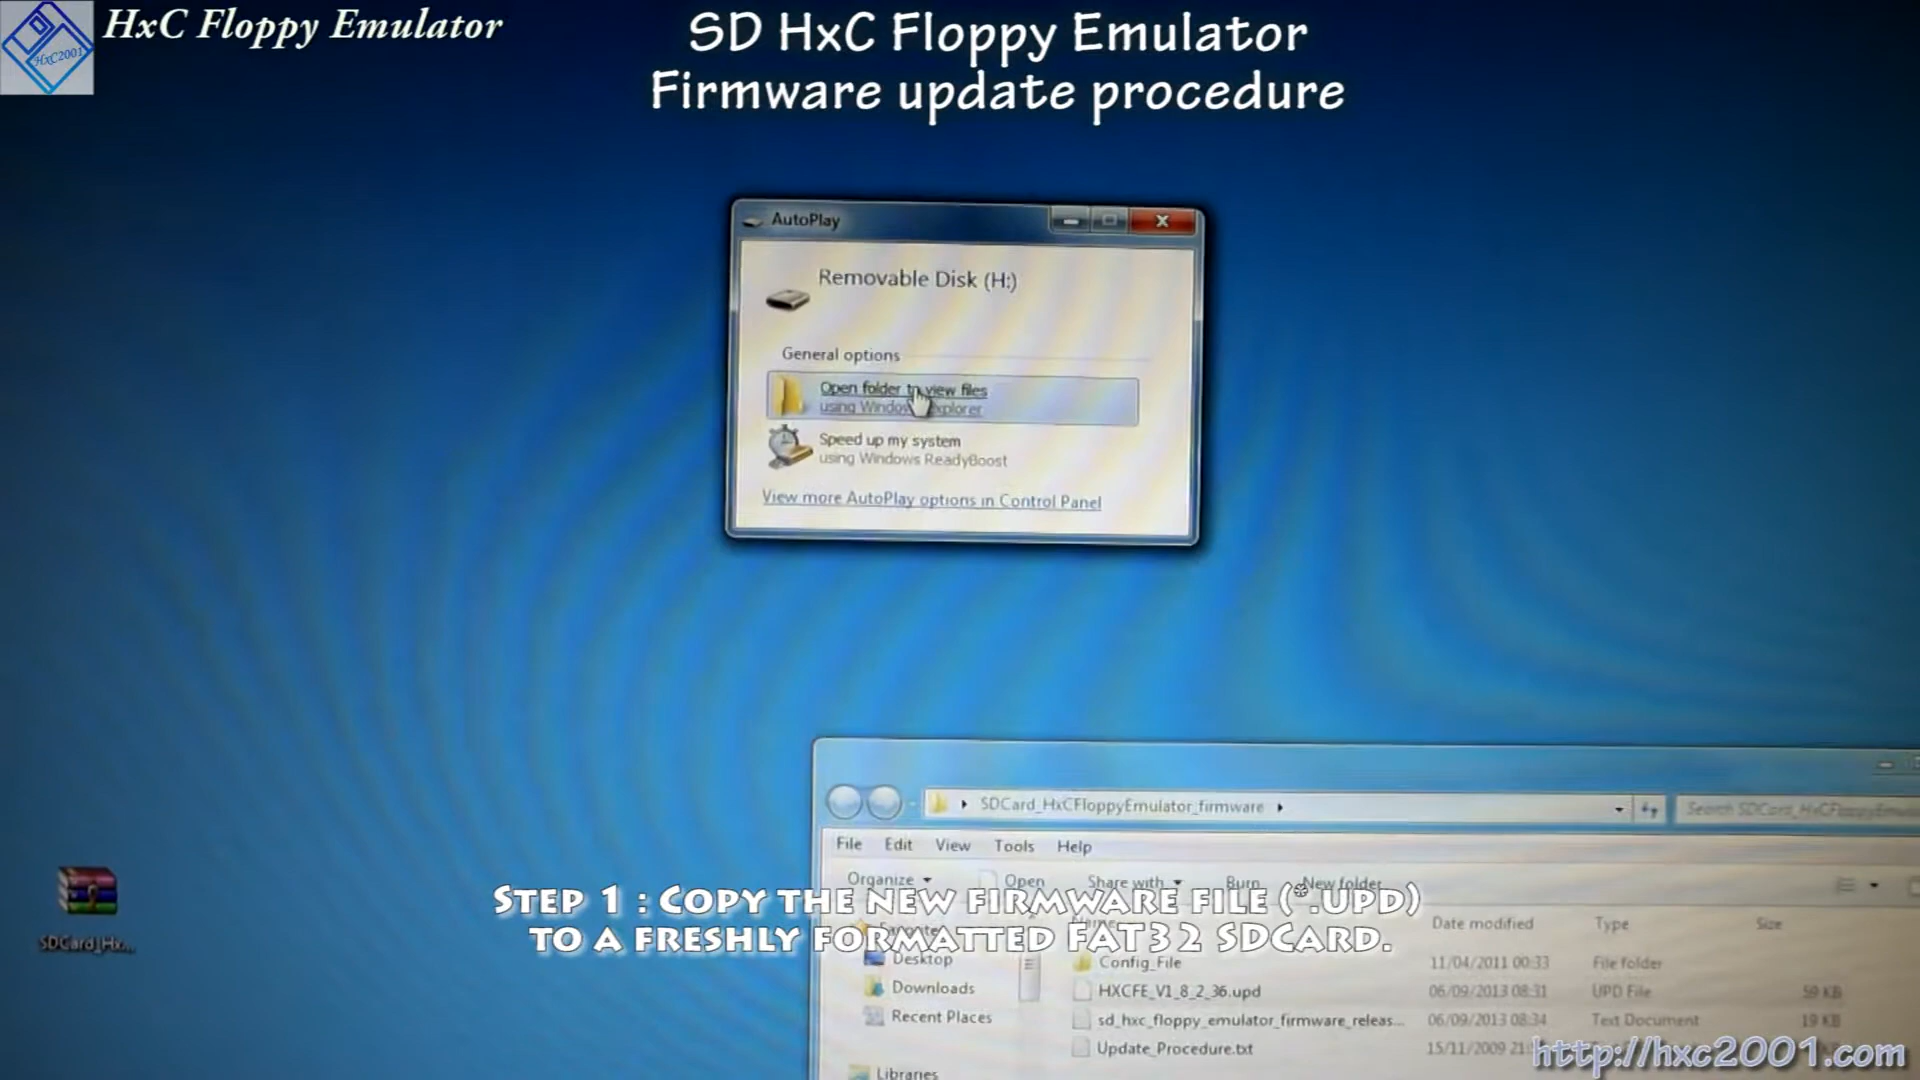 HxC Floppy Emulator
HxC2001
SD HxC Floppy Emulator
Firmware update procedure
AutoPlay
Removable Disk (H:)
General options
Open folder to view files
using Windows Explorer
Speed up my system
using Windows ReadyBoost
View more AutoPlay options in Control Panel
SDCard_HxCFloppyEmulator_firmware
Search SDCard_HxCFloppyEmula
File Edit View Tools Help
Organize Open Share with Burn New folder
STEP 1 : COPY THE NEW FIRMWARE FILE (*.UPD)
TO A FRESHLY FORMATTED FAT32 SDCARD.
Favorites
Name Date modified Type Size
Desktop
Downloads
Recent Places
Libraries
Config_File 11/04/2011 00:33 File folder
HXCFE_V1_8_2_36.upd 06/09/2013 08:31 UPD File 59 KB
sd_hxc_floppy_emulator_firmware_releas... 06/09/2013 08:34 Text Document 19 KB
Update_Procedure.txt 15/11/2009 21:
SDCard_Hx...
http://hxc2001.com